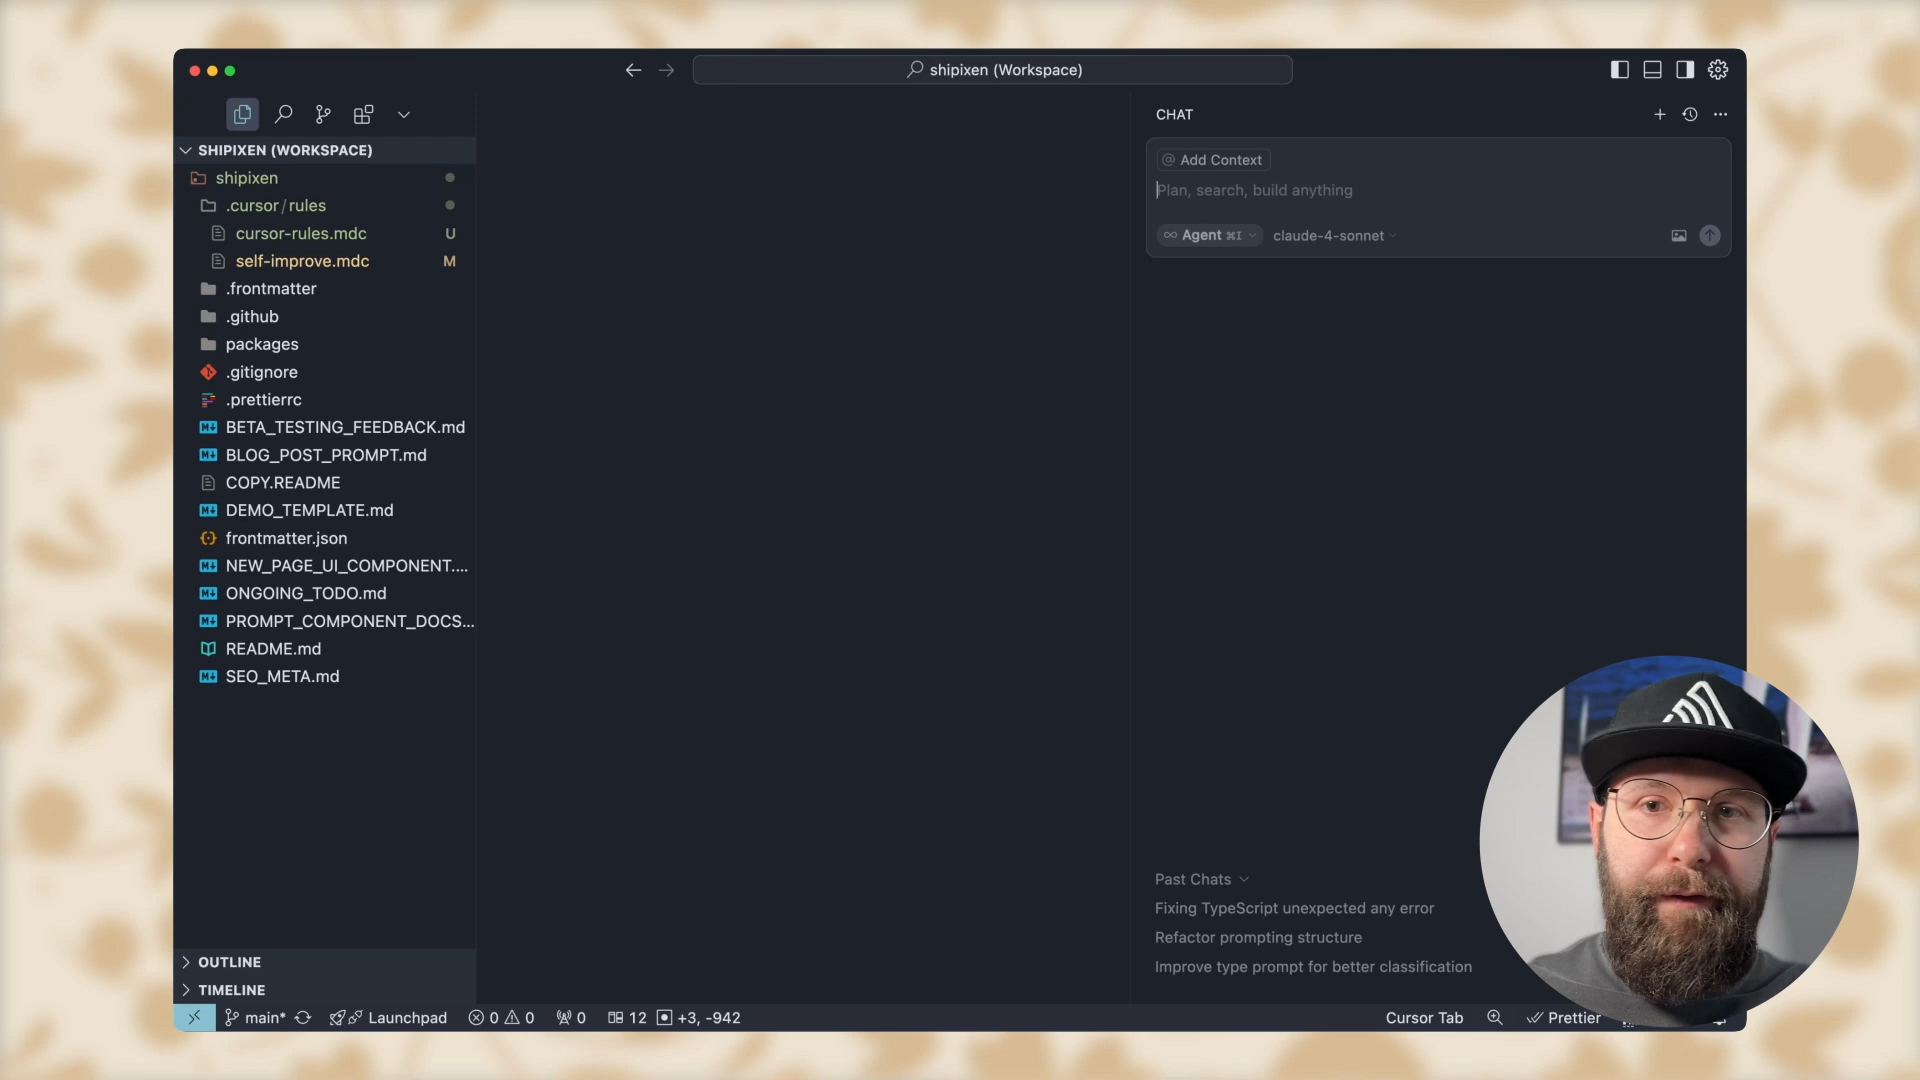 shipixen (Workspace)
SHIPIXEN (WORKSPACE)
shipixen
.cursor/rules
cursor-rules.mdc U
self-improve.mdc M
.frontmatter
.github
packages
.gitignore
.prettierrc
BETA_TESTING_FEEDBACK.md
BLOG_POST_PROMPT.md
COPY.README
DEMO_TEMPLATE.md
frontmatter.json
NEW_PAGE_UI_COMPONENT....
ONGOING_TODO.md
PROMPT_COMPONENT_DOCS...
README.md
SEO_META.md
OUTLINE
TIMELINE
CHAT
@ Add Context
Plan, search, build anything
Agent ⌘I claude-4-sonnet
Past Chats
Fixing TypeScript unexpected any error
Refactor prompting structure
Improve type prompt for better classification
main* Launchpad 0 0 0 12 +3, -942 Cursor Tab Prettier